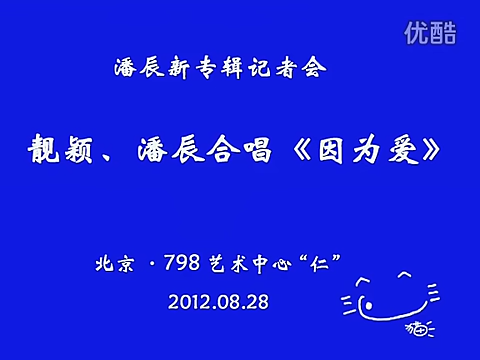 优酷
潘辰新专辑记者会
靓颖、潘辰合唱《因为爱》
北京·798 艺术中心“仁”
2012.08.28
猫